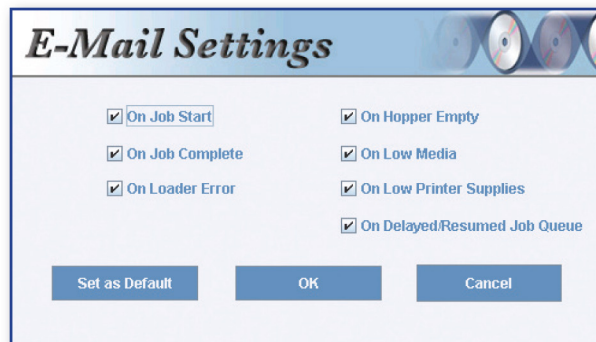 E-Mail Settings
On Job Start
On Hopper Empty
On Job Complete
On Low Media
On Loader Error
On Low Printer Supplies
On Delayed/Resumed Job Queue
Set as Default
OK
Cancel